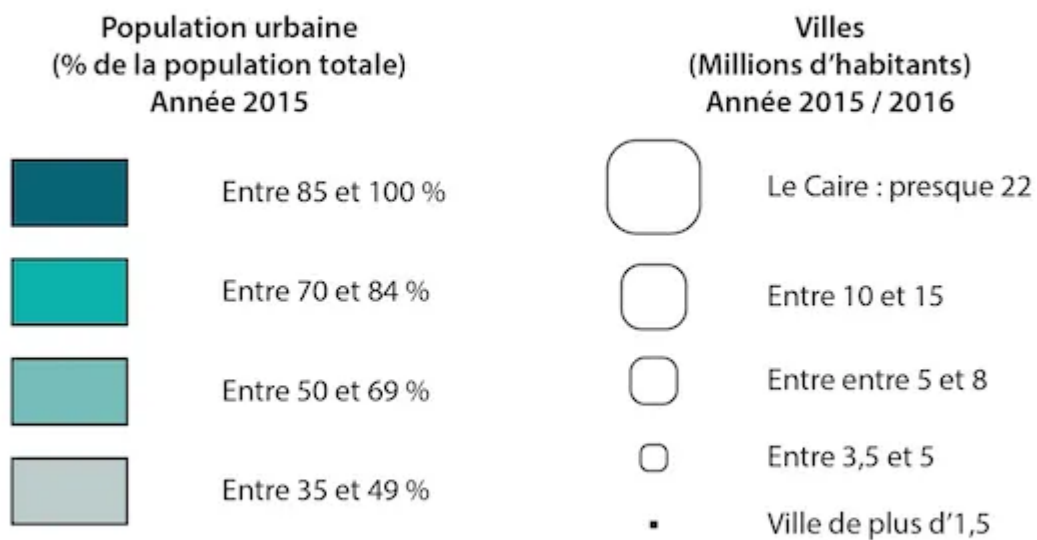 Population urbaine
(% de la population totale)
Année 2015
Entre 85 et 100 %
Entre 70 et 84 %
Entre 50 et 69 %
Entre 35 et 49 %
Villes
(Millions d'habitants)
Année 2015 / 2016
Le Caire : presque 22
Entre 10 et 15
Entre entre 5 et 8
Entre 3,5 et 5
Ville de plus d'1,5